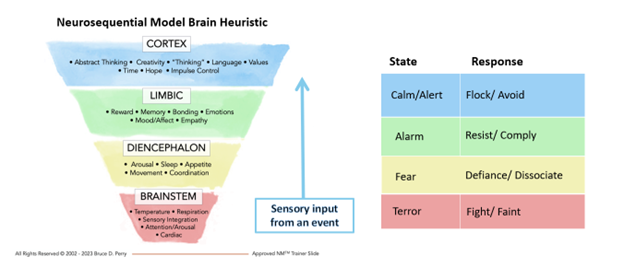 Neurosequential Model Brain Heuristic
CORTEX
• Abstract Thinking • Creativity • "Thinking" • Language • Values
• Time • Hope • Impulse Control
LIMBIC
• Reward • Memory • Bonding • Emotions
• Mood/Affect • Empathy
DIENCEPHALON
• Arousal • Sleep • Appetite
• Movement • Coordination
BRAINSTEM
• Temperature • Respiration
• Sensory Integration
• Attention/Arousal
• Cardiac
Sensory input
from an event
All Rights Reserved © 2002 - 2023 Bruce D. Perry
Approved NM™ Trainer Slide
State Response
Calm/Alert Flock/ Avoid
Alarm Resist/ Comply
Fear Defiance/ Dissociate
Terror Fight/ Faint